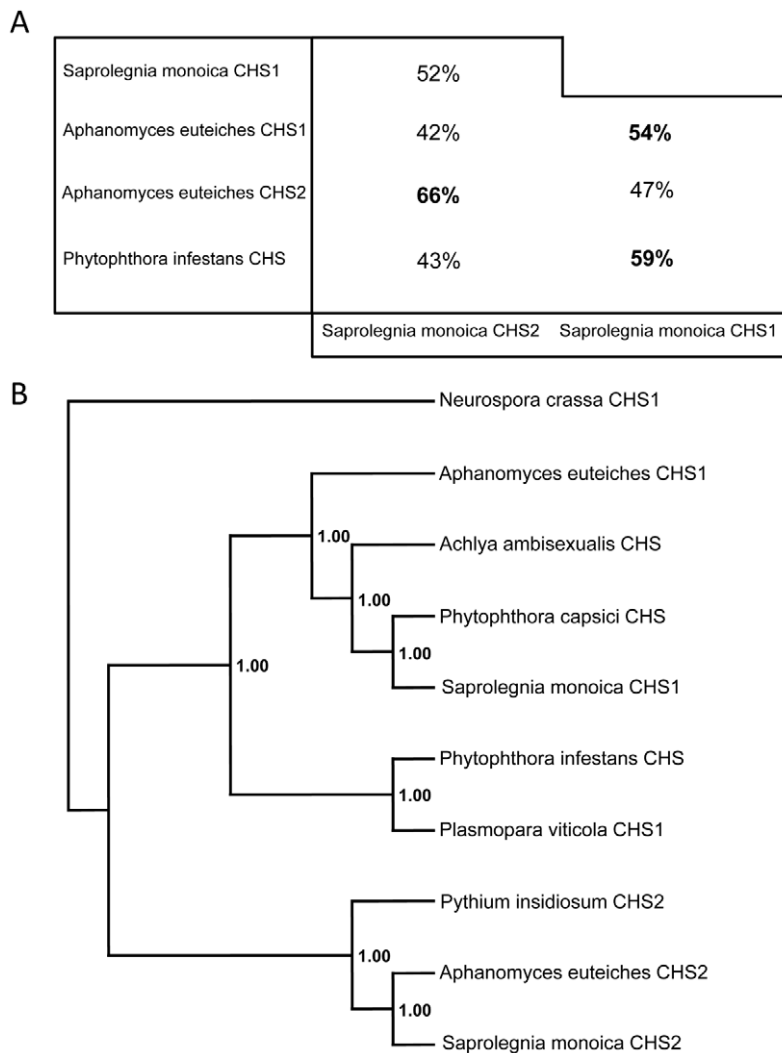 A
Saprolegnia monoica CHS1 52%
Aphanomyces euteiches CHS1 42% 54%
Aphanomyces euteiches CHS2 66% 47%
Phytophthora infestans CHS 43% 59%
Saprolegnia monoica CHS2 Saprolegnia monoica CHS1
B
Neurospora crassa CHS1
Aphanomyces euteiches CHS1
1.00
Achlya ambisexualis CHS
1.00
Phytophthora capsici CHS
1.00
1.00
Saprolegnia monoica CHS1
Phytophthora infestans CHS
1.00
Plasmopara viticola CHS1
Pythium insidiosum CHS2
1.00
Aphanomyces euteiches CHS2
1.00
Saprolegnia monoica CHS2